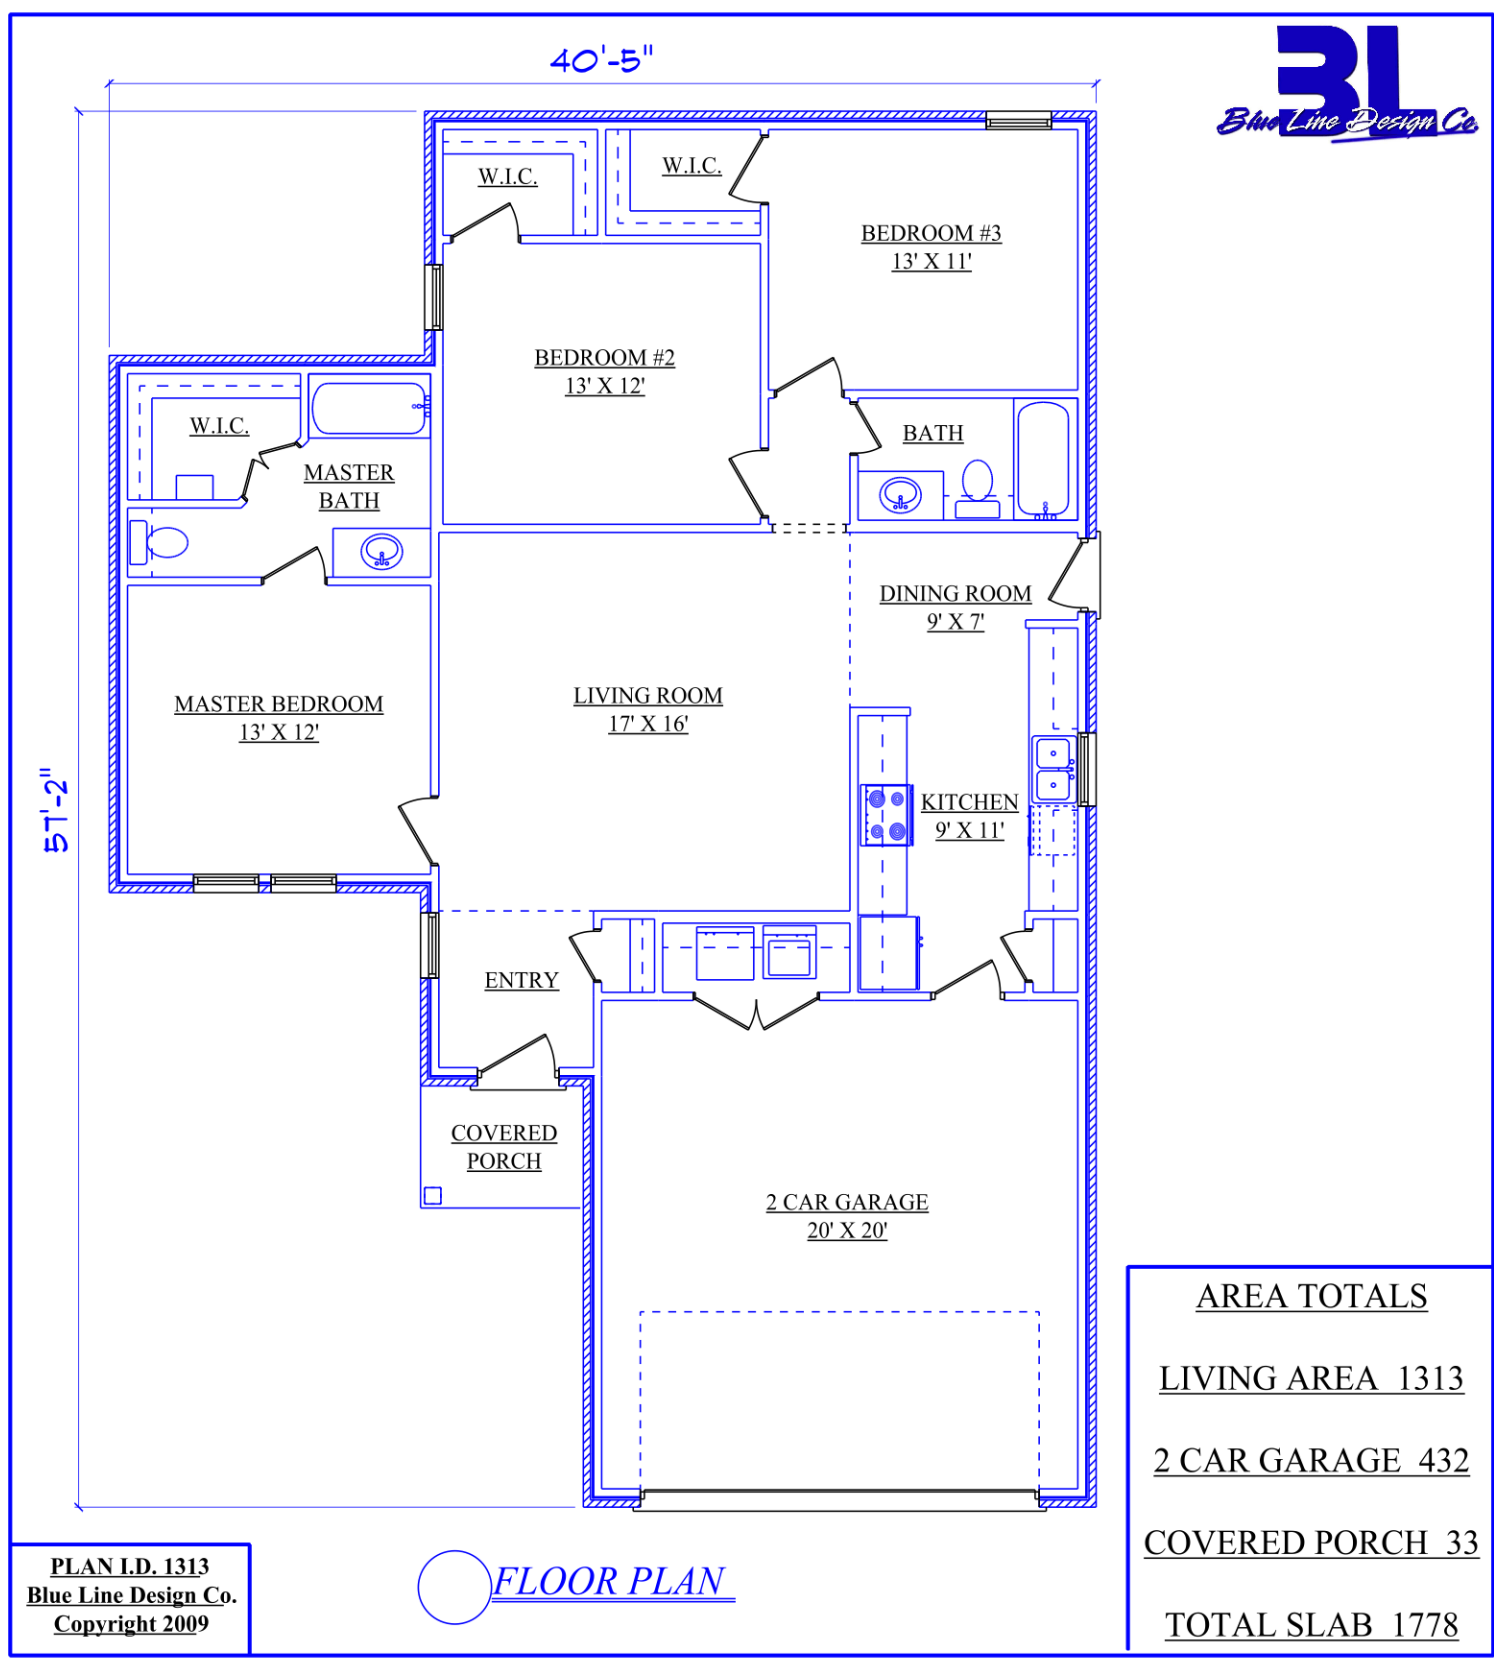 40'-5"
BL
Blue Line Design Co.
W.I.C.
W.I.C.
BEDROOM #3
13' X 11'
BEDROOM #2
13' X 12'
W.I.C.
BATH
MASTER
BATH
DINING ROOM
9' X 7'
MASTER BEDROOM
13' X 12'
LIVING ROOM
17' X 16'
57'-2"
KITCHEN
9' X 11'
ENTRY
COVERED
PORCH
2 CAR GARAGE
20' X 20'
AREA TOTALS
LIVING AREA 1313
2 CAR GARAGE 432
COVERED PORCH 33
TOTAL SLAB 1778
PLAN I.D. 1313
Blue Line Design Co.
Copyright 2009
FLOOR PLAN